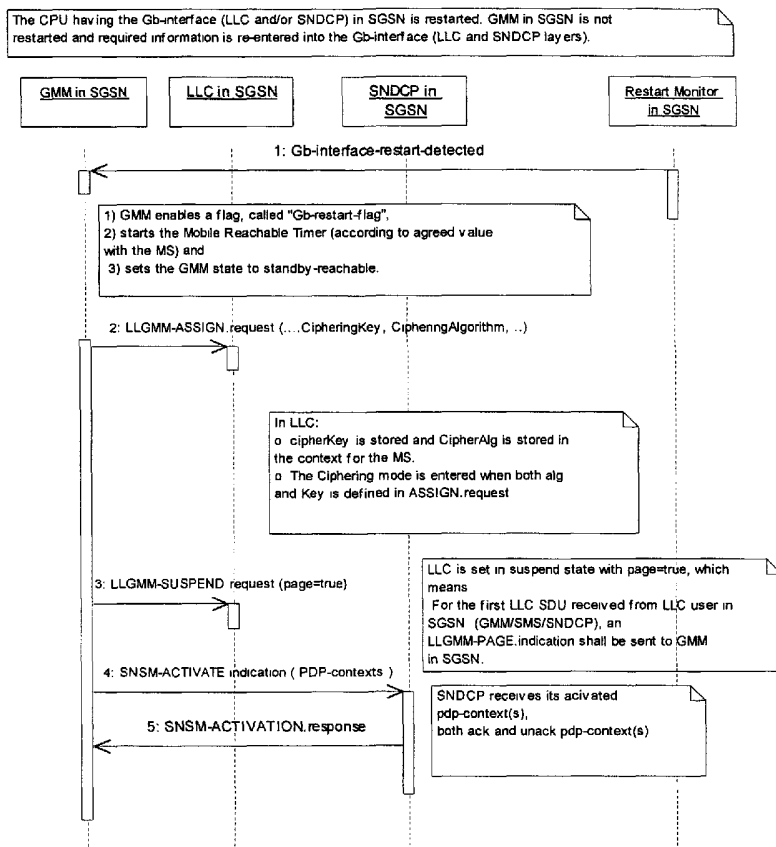 The CPU having the Gb-interface (LLC and/or SNDCP) in SGSN is restarted. GMM in SGSN is not
restarted and required information is re-entered into the Gb-interface (LLC and SNDCP layers).
GMM in SGSN
LLC in SGSN
SNDCP in
SGSN
Restart Monitor
in SGSN
1: Gb-interface-restart-detected
1) GMM enables a flag, called "Gb-restart-flag",
2) starts the Mobile Reachable Timer (according to agreed value
with the MS) and
3) sets the GMM state to standby-reachable.
2: LLGMM-ASSIGN.request (....CipheringKey, CipheringAlgorithm, ..)
In LLC:
o cipherKey is stored and CipherAlg is stored in
the context for the MS.
o The Ciphering mode is entered when both alg
and Key is defined in ASSIGN.request
LLC is set in suspend state with page=true, which
means
For the first LLC SDU received from LLC user in
SGSN (GMM/SMS/SNDCP), an
LLGMM-PAGE.indication shall be sent to GMM
in SGSN.
3: LLGMM-SUSPEND request (page=true)
4: SNSM-ACTIVATE indication ( PDP-contexts )
SNDCP receives its acivated
pdp-context(s),
both ack and unack pdp-context(s)
5: SNSM-ACTIVATION.response